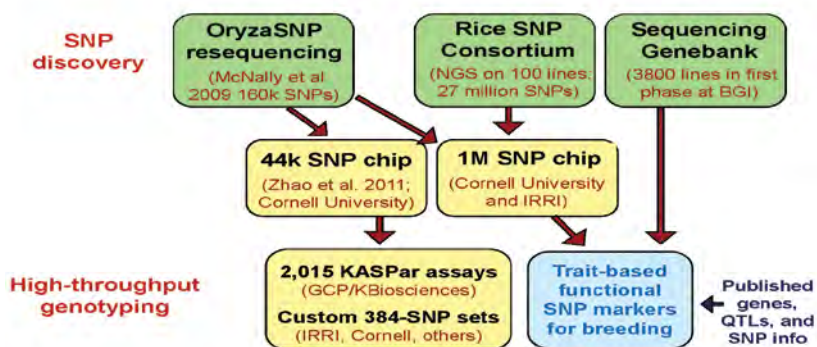 SNP
discovery
OryzaSNP
resequencing
(McNally et al
2009 160k SNPs)
Rice SNP
Consortium
(NGS on 100 lines:
27 million SNPs)
Sequencing
Genebank
(3800 lines in first
phase at BGI)
44k SNP chip
(Zhao et al. 2011;
Cornell University)
1M SNP chip
(Cornell University
and IRRI)
High-throughput
genotyping
2,015 KASPar assays
(GCP/KBiosciences)
Custom 384-SNP sets
(IRRI, Cornell, others)
Trait-based
functional
SNP markers
for breeding
Published
genes,
QTLs, and
SNP info